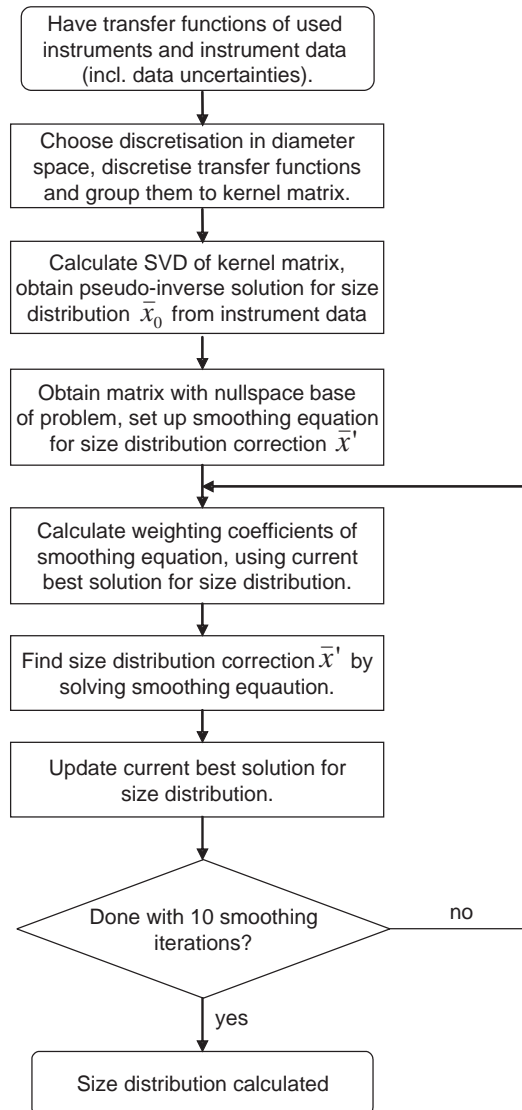 Have transfer functions of used
instruments and instrument data
(incl. data uncertainties).
Choose discretisation in diameter
space, discretise transfer functions
and group them to kernel matrix.
Calculate SVD of kernel matrix,
obtain pseudo-inverse solution for size
distribution x̄₀ from instrument data
Obtain matrix with nullspace base
of problem, set up smoothing equation
for size distribution correction x̄'
Calculate weighting coefficients of
smoothing equation, using current
best solution for size distribution.
Find size distribution correction x̄' by
solving smoothing equaution.
Update current best solution for
size distribution.
Done with 10 smoothing
iterations?
no
yes
Size distribution calculated